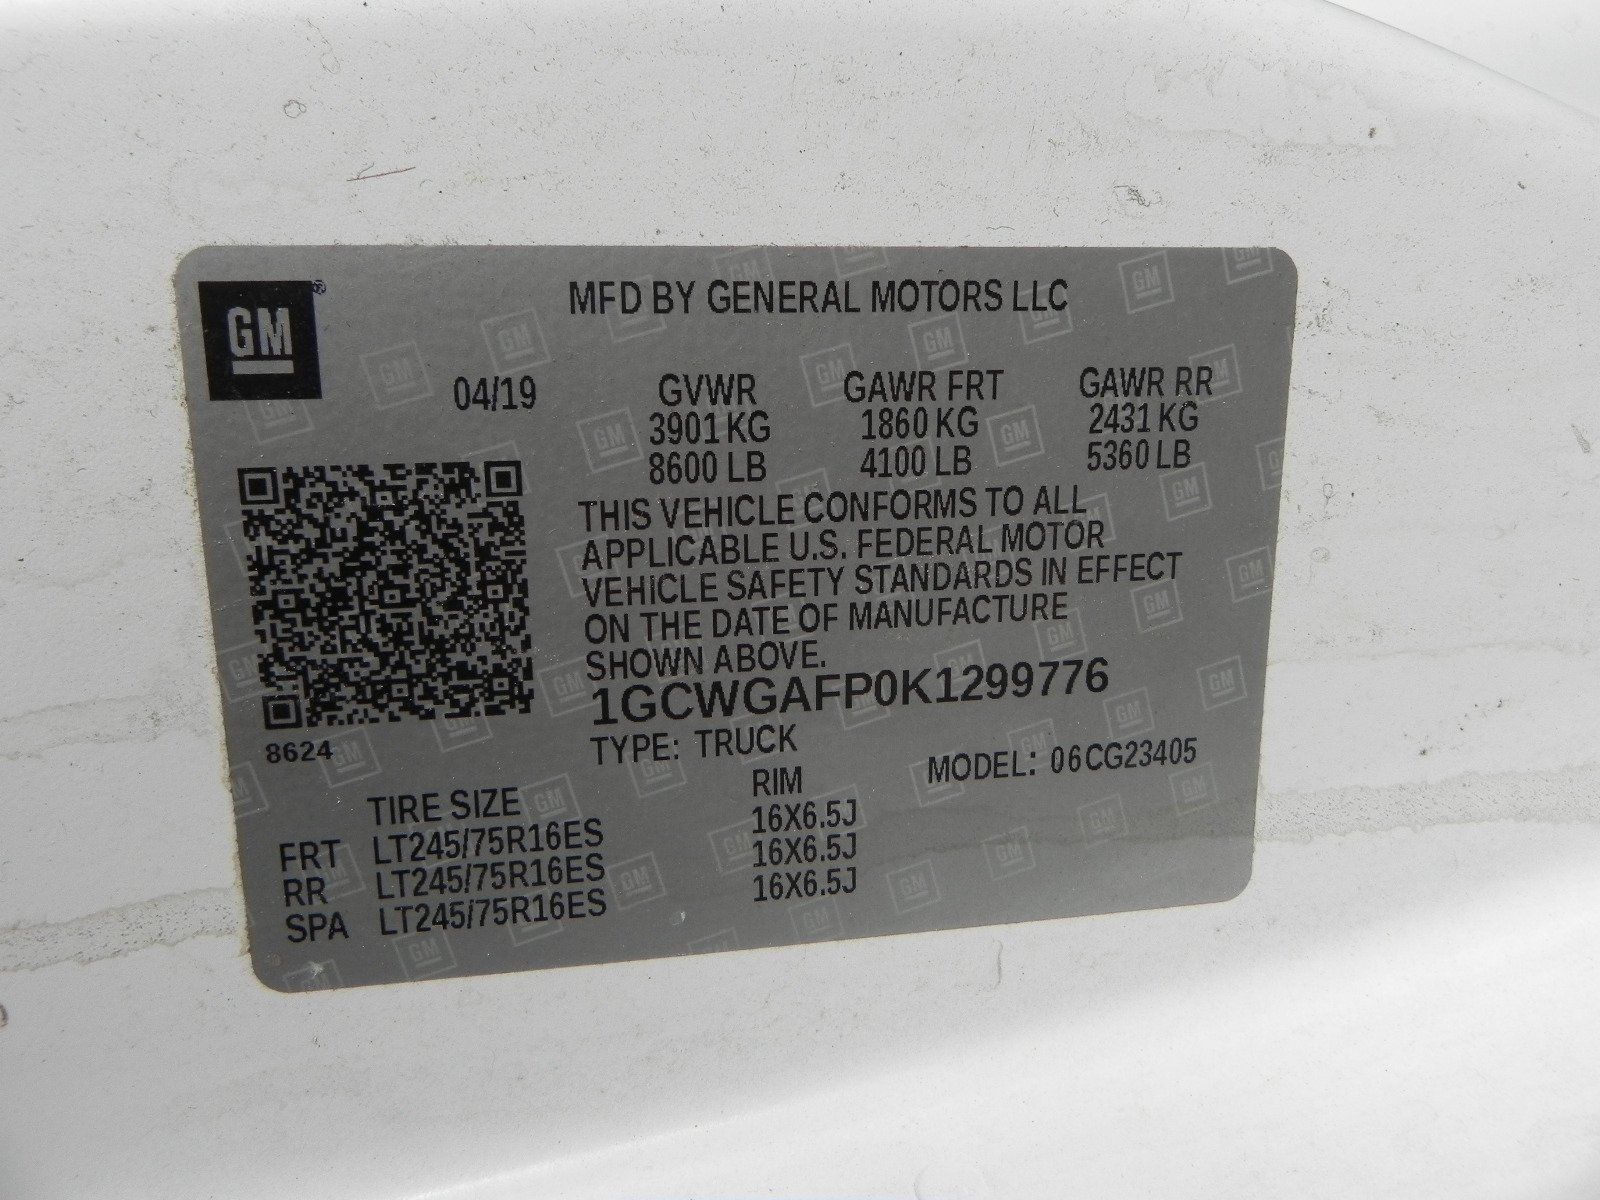 GM®
MFD BY GENERAL MOTORS LLC
04/19 GVWR GAWR FRT GAWR RR
3901 KG 1860 KG 2431 KG
8600 LB 4100 LB 5360 LB
THIS VEHICLE CONFORMS TO ALL
APPLICABLE U.S. FEDERAL MOTOR
VEHICLE SAFETY STANDARDS IN EFFECT
ON THE DATE OF MANUFACTURE
SHOWN ABOVE.
1GCWGAFP0K1299776
8624
TYPE: TRUCK
MODEL: 06CG23405
TIRE SIZE RIM
FRT LT245/75R16ES 16X6.5J
RR LT245/75R16ES 16X6.5J
SPA LT245/75R16ES 16X6.5J